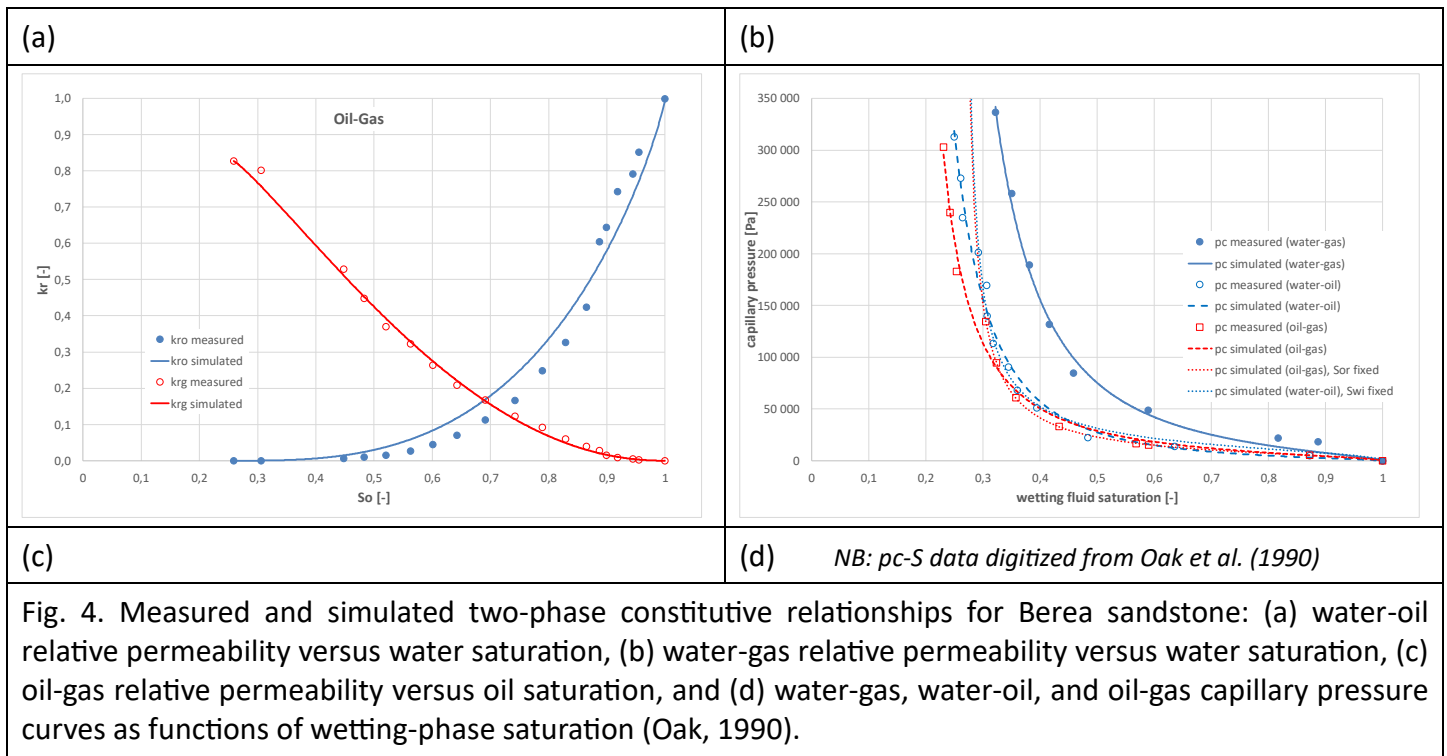 (a)
(b)
Oil-Gas
1,0
0,9
0,8
0,7
0,6
0,5
0,4
0,3
0,2
0,1
0,0
kr [-]
kro measured
kro simulated
krg measured
krg simulated
0 0,1 0,2 0,3 0,4 0,5 0,6 0,7 0,8 0,9 1
So [-]
350 000
300 000
250 000
200 000
150 000
100 000
50 000
0
capillary pressure [Pa]
pc measured (water-gas)
pc simulated (water-gas)
pc measured (water-oil)
pc simulated (water-oil)
pc measured (oil-gas)
pc simulated (oil-gas)
pc simulated (oil-gas), Sor fixed
pc simulated (water-oil), Swi fixed
0 0,1 0,2 0,3 0,4 0,5 0,6 0,7 0,8 0,9 1
wetting fluid saturation [-]
(c)
(d) NB: pc-S data digitized from Oak et al. (1990)
Fig. 4. Measured and simulated two-phase constitutive relationships for Berea sandstone: (a) water-oil
relative permeability versus water saturation, (b) water-gas relative permeability versus water saturation, (c)
oil-gas relative permeability versus oil saturation, and (d) water-gas, water-oil, and oil-gas capillary pressure
curves as functions of wetting-phase saturation (Oak, 1990).